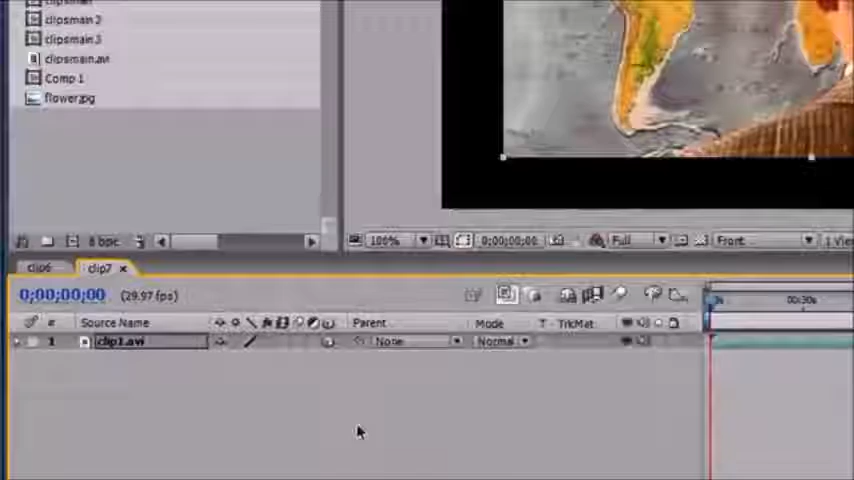 clipsmain 2
clipsmain 3
clipsmain.avi
Comp 1
flower.jpg
8 bpc
100%
0;00;00;00
Full
Front
1 View
clip6
clip7
0;00;00;00 (29.97 fps)
00:30s
# Source Name
Parent
Mode
T TrkMat
1 clip1.avi
None
Normal